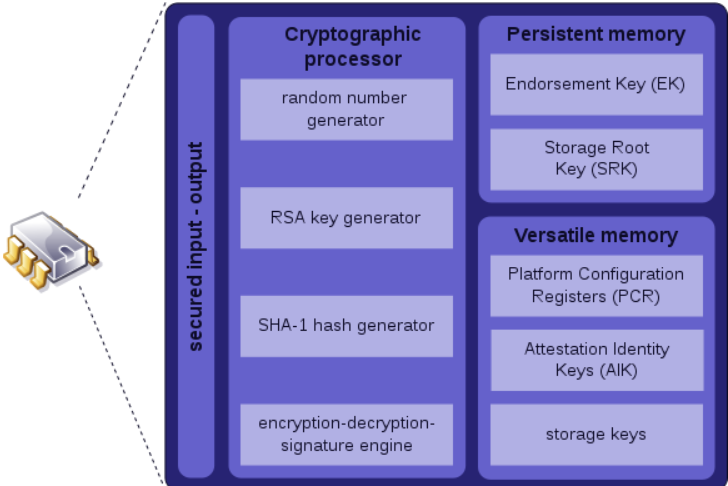 secured input - output
Cryptographic
processor
random number
generator
RSA key generator
SHA-1 hash generator
encryption-decryption-
signature engine
Persistent memory
Endorsement Key (EK)
Storage Root
Key (SRK)
Versatile memory
Platform Configuration
Registers (PCR)
Attestation Identity
Keys (AIK)
storage keys